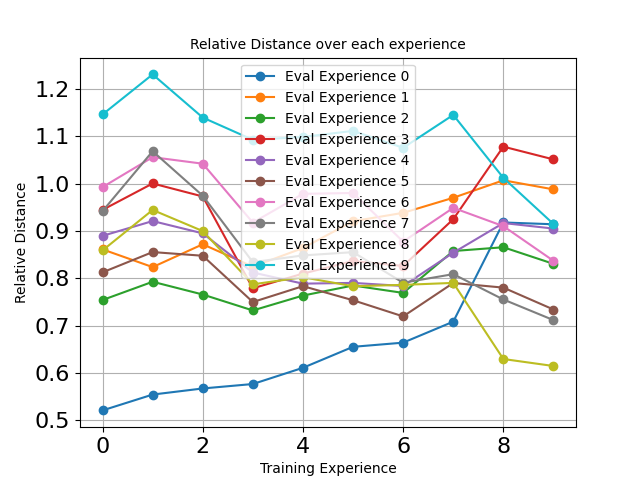 Relative Distance over each experience
Relative Distance
1.2
1.1
1.0
0.9
0.8
0.7
0.6
0.5
Eval Experience 0
Eval Experience 1
Eval Experience 2
Eval Experience 3
Eval Experience 4
Eval Experience 5
Eval Experience 6
Eval Experience 7
Eval Experience 8
Eval Experience 9
0 2 4 6 8
Training Experience